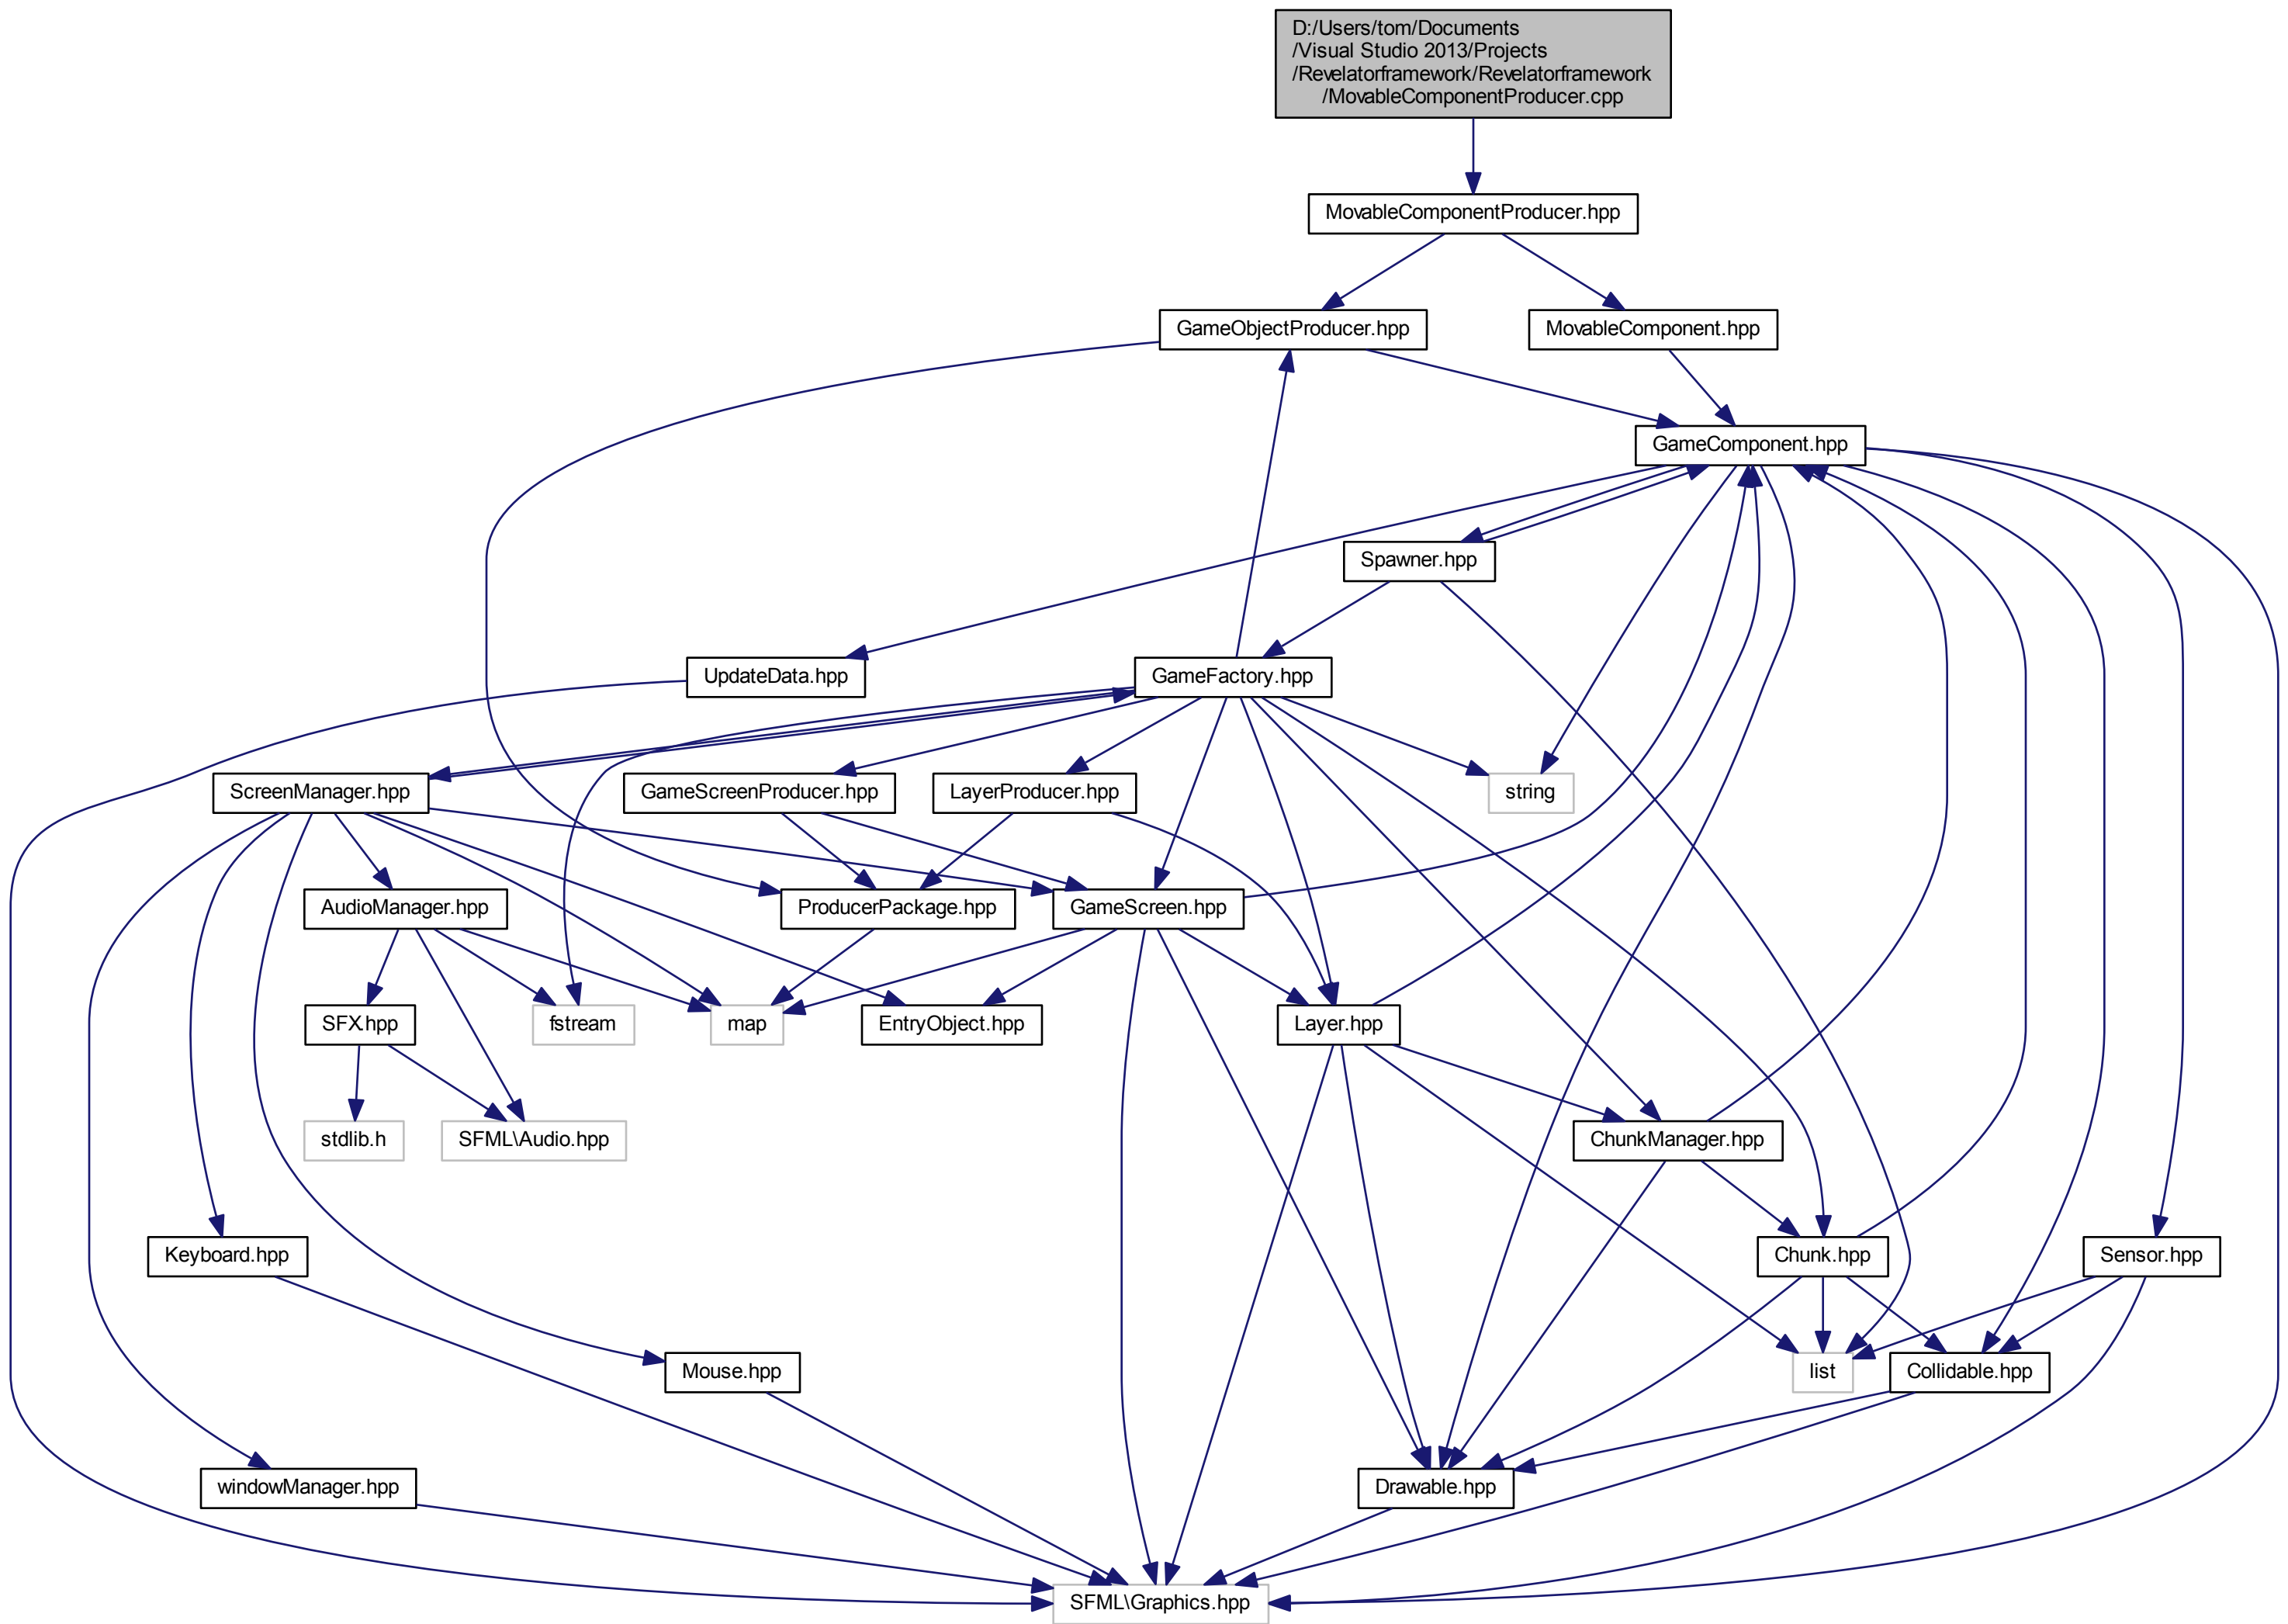 D:/Users/tom/Documents
/Visual Studio 2013/Projects
/Revelatorframework/Revelatorframework
/MovableComponentProducer.cpp
MovableComponentProducer.hpp
GameObjectProducer.hpp
MovableComponent.hpp
GameComponent.hpp
Spawner.hpp
UpdateData.hpp
GameFactory.hpp
ScreenManager.hpp
GameScreenProducer.hpp
LayerProducer.hpp
string
AudioManager.hpp
ProducerPackage.hpp
GameScreen.hpp
SFX.hpp
fstream
map
EntryObject.hpp
Layer.hpp
stdlib.h
SFML\Audio.hpp
ChunkManager.hpp
Keyboard.hpp
Chunk.hpp
Sensor.hpp
Mouse.hpp
list
Collidable.hpp
windowManager.hpp
Drawable.hpp
SFML\Graphics.hpp